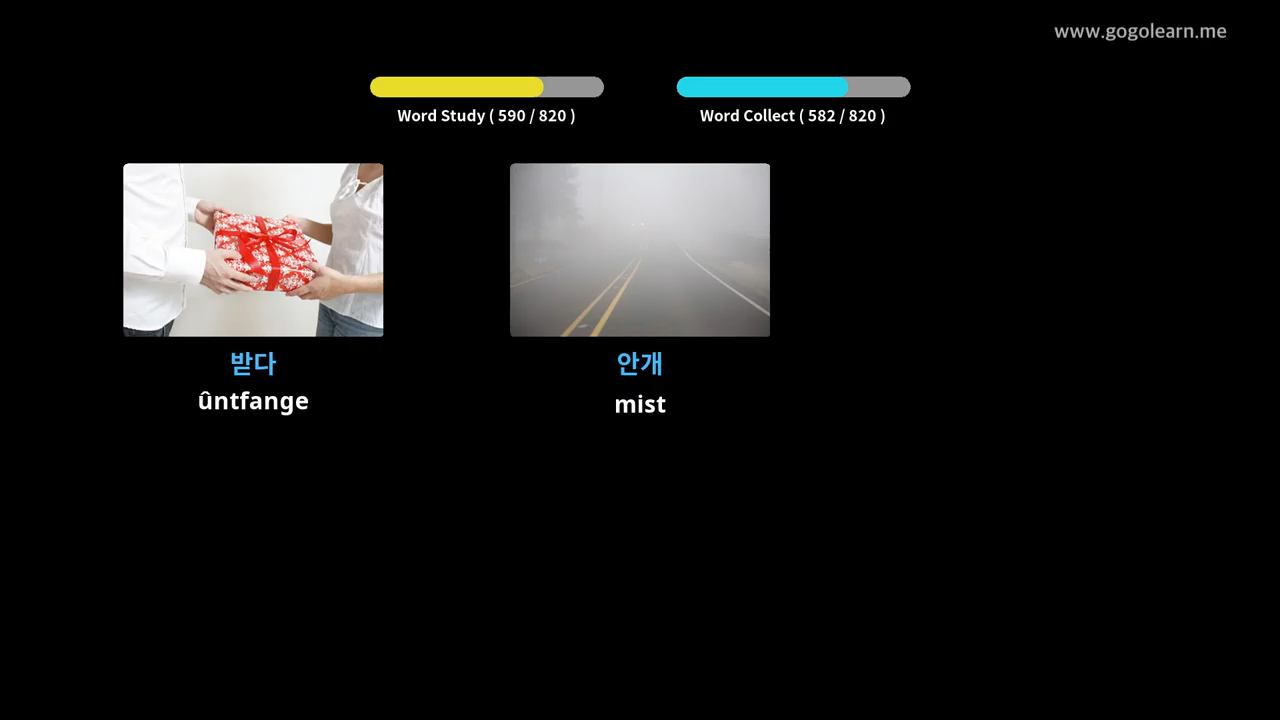 www.gogolearn.me
Word Study ( 590 / 820 )
Word Collect ( 582 / 820 )
받다
ûntfange
안개
mist